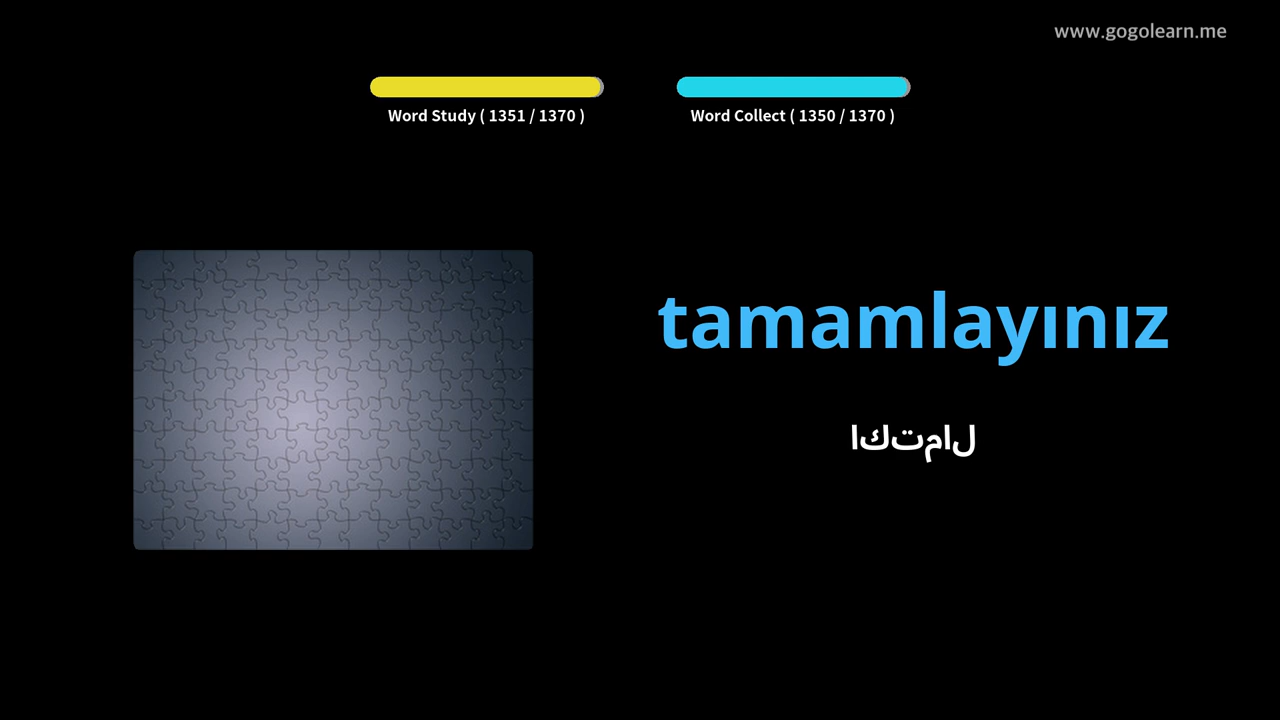 www.gogolearn.me
Word Study ( 1351 / 1370 )
Word Collect ( 1350 / 1370 )
tamamlayınız
اكتمال